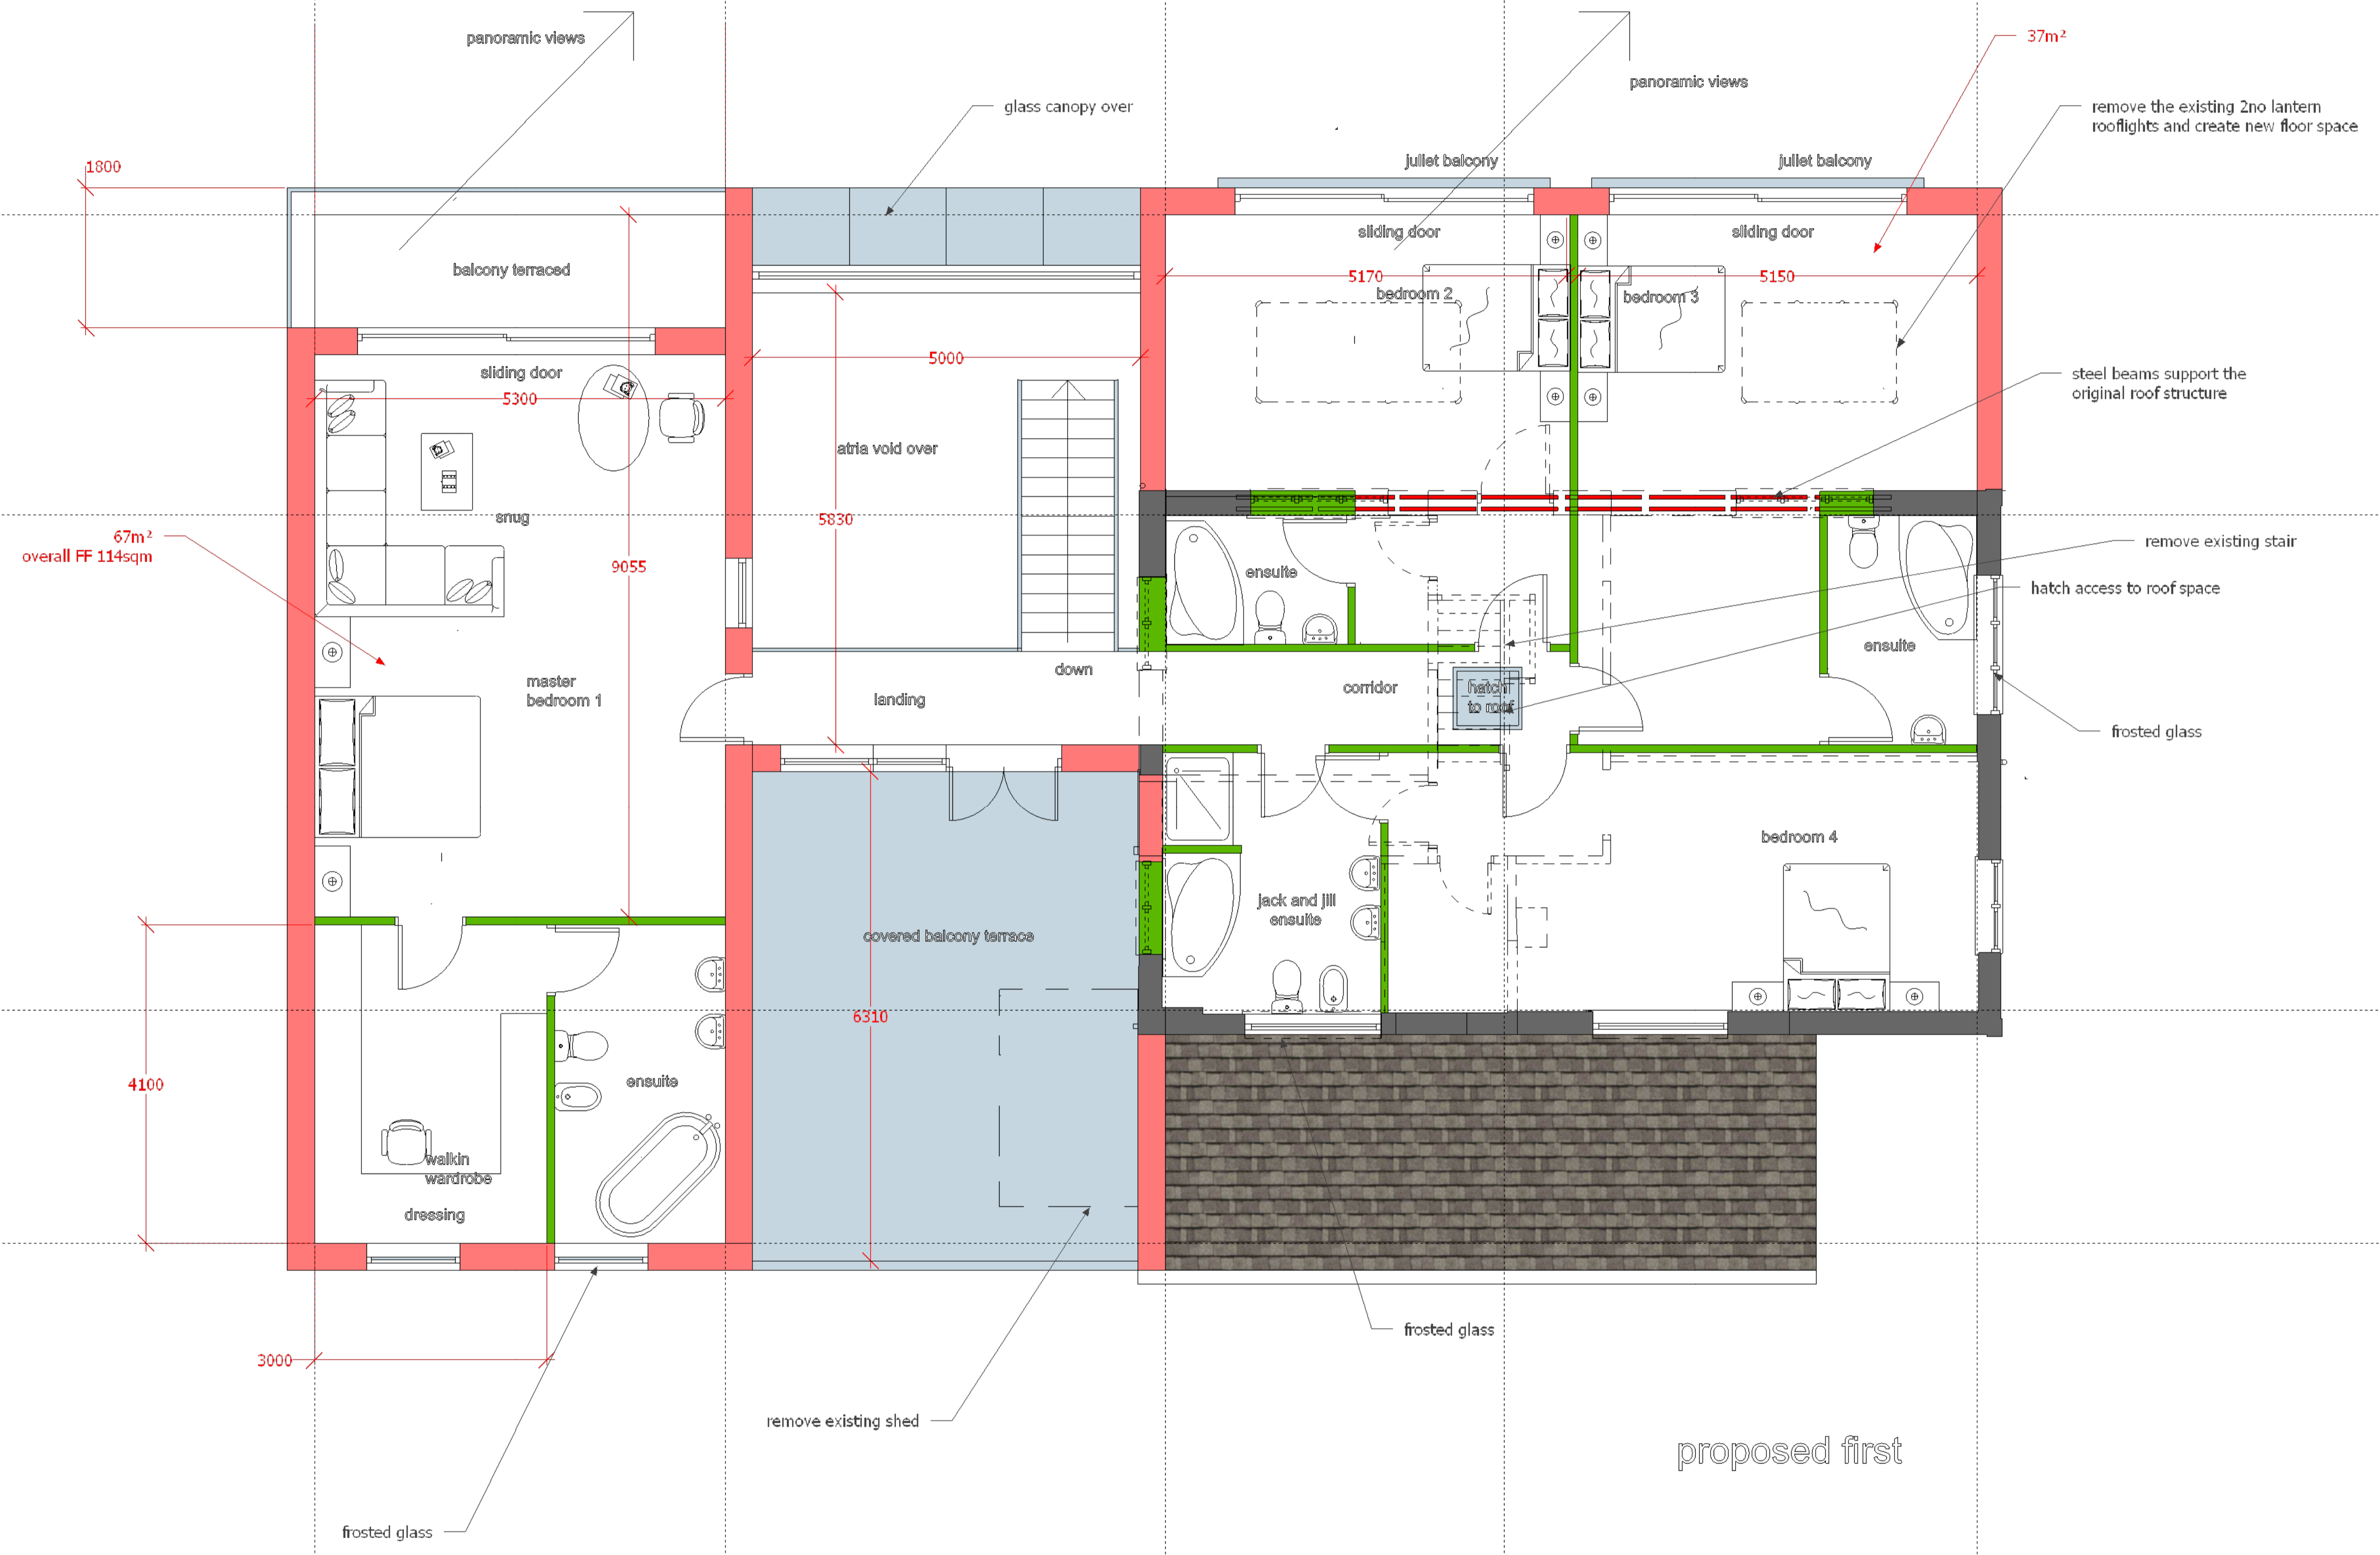 panoramic views
37m²
panoramic views
glass canopy over
remove the existing 2no lantern
rooflights and create new floor space
juliet balcony
juliet balcony
1800
sliding door
sliding door
balcony terraced
5170
5150
bedroom 2
bedroom 3
5000
sliding door
steel beams support the
original roof structure
5300
atria void over
snug
5830
67m²
overall FF 114sqm
9055
remove existing stair
ensuite
hatch access to roof space
ensuite
down
master
bedroom 1
corridor
hatch
to roof
landing
frosted glass
bedroom 4
jack and jill
ensuite
covered balcony terrace
6310
4100
ensuite
walkin
wardrobe
dressing
frosted glass
3000
remove existing shed
proposed first
frosted glass